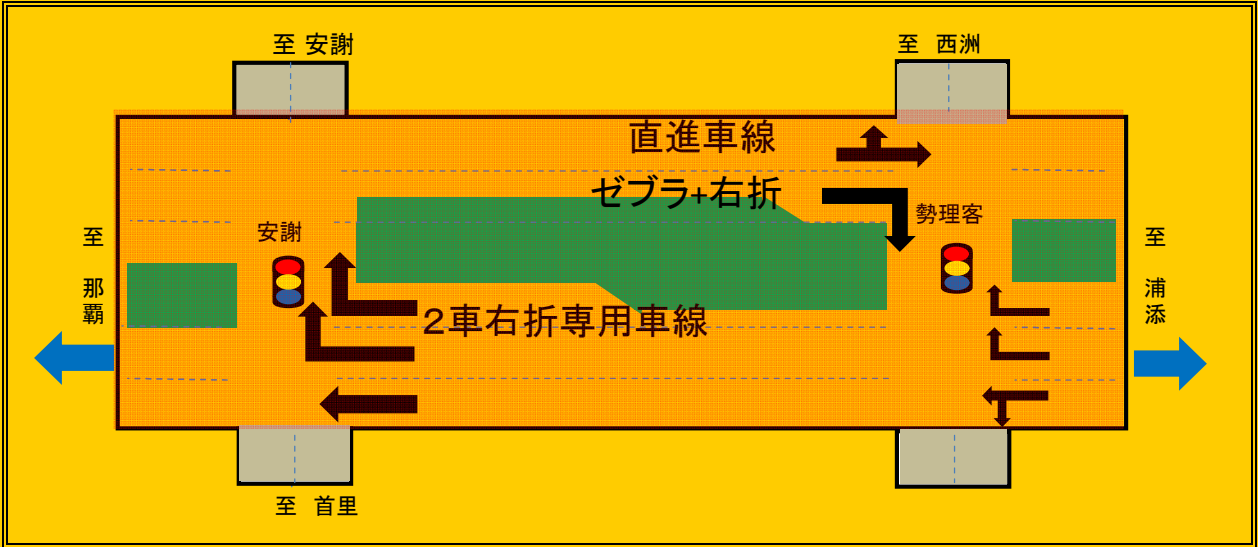 至 安謝
至 西洲
直進車線
ゼブラ+右折
勢理客
安謝
至 那覇
至 浦添
２車右折専用車線
至 首里